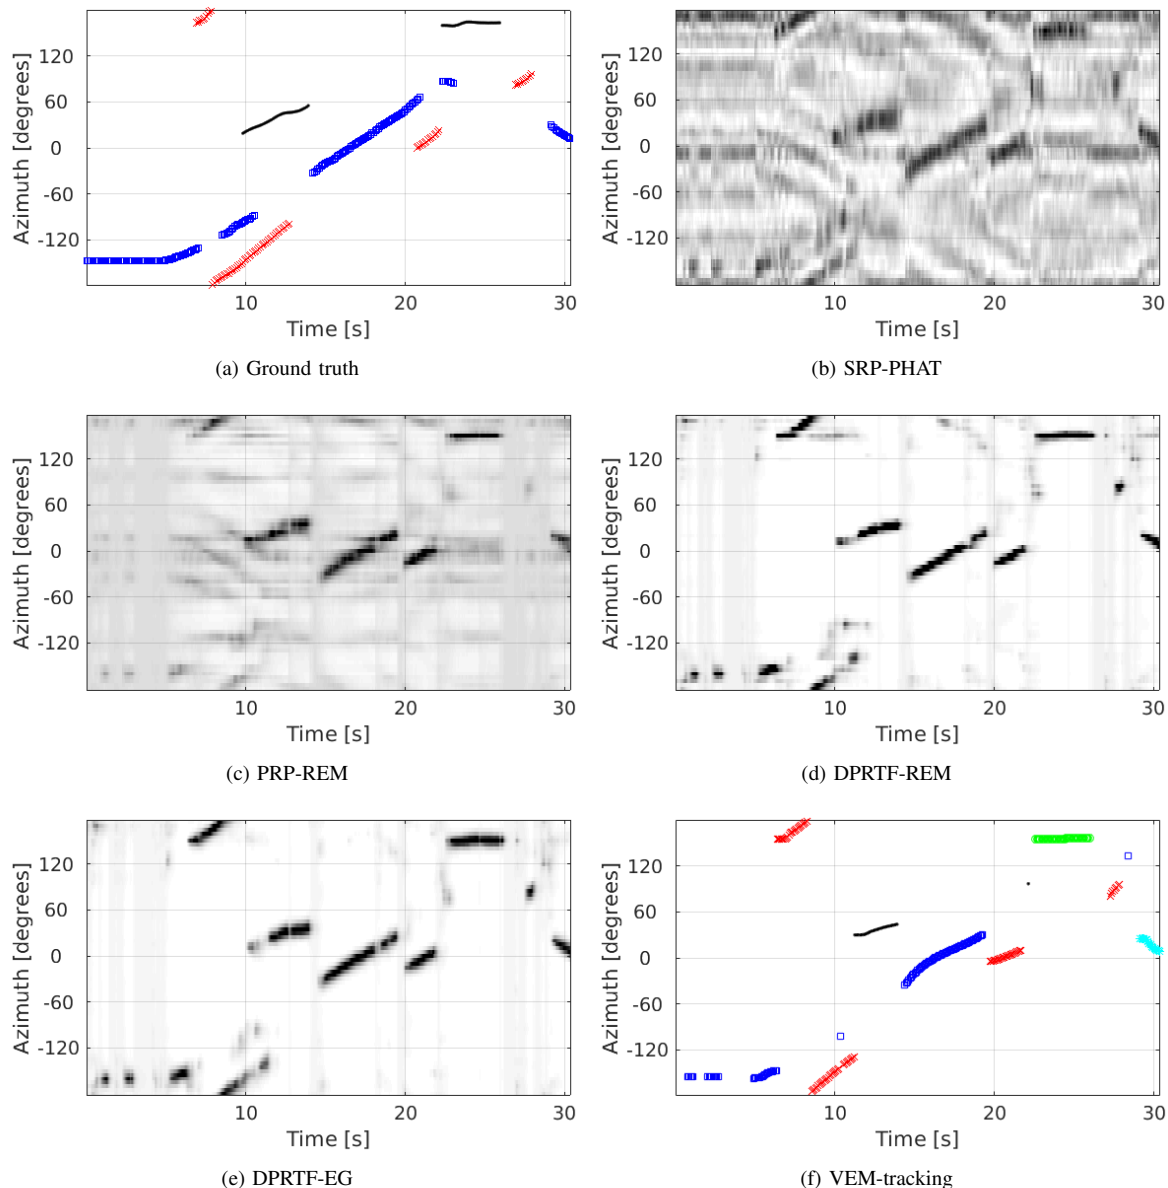 Azimuth [degrees]
120
60
0
-60
-120
10
20
30
Time [s]
(a) Ground truth
Azimuth [degrees]
120
60
0
-60
-120
10
20
30
Time [s]
(b) SRP-PHAT
Azimuth [degrees]
120
60
0
-60
-120
10
20
30
Time [s]
(c) PRP-REM
Azimuth [degrees]
120
60
0
-60
-120
10
20
30
Time [s]
(d) DPRTF-REM
Azimuth [degrees]
120
60
0
-60
-120
10
20
30
Time [s]
(e) DPRTF-EG
Azimuth [degrees]
120
60
0
-60
-120
10
20
30
Time [s]
(f) VEM-tracking